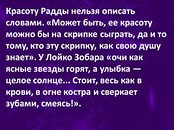 Красоту Радды нельзя описать
словами. «Может быть, ее красоту
можно бы на скрипке сыграть, да и то
тому, кто эту скрипку, как свою душу
знает». У Лойко Зобара «очи как
ясные звезды горят, а улыбка —
целое солнце... Стоит, весь как в
крови, в огне костра и сверкает
зубами, смеясь!».